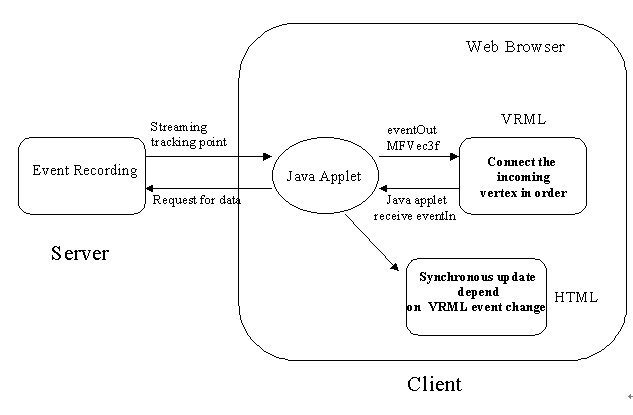 Web Browser
VRML
Streaming
tracking point
eventOut
MFVec3f
Event Recording
Java Applet
Connect the
incoming
vertex in order
Request for data
Java applet
receive eventIn
Server
Synchronous update
depend
on VRML event change
HTML
Client